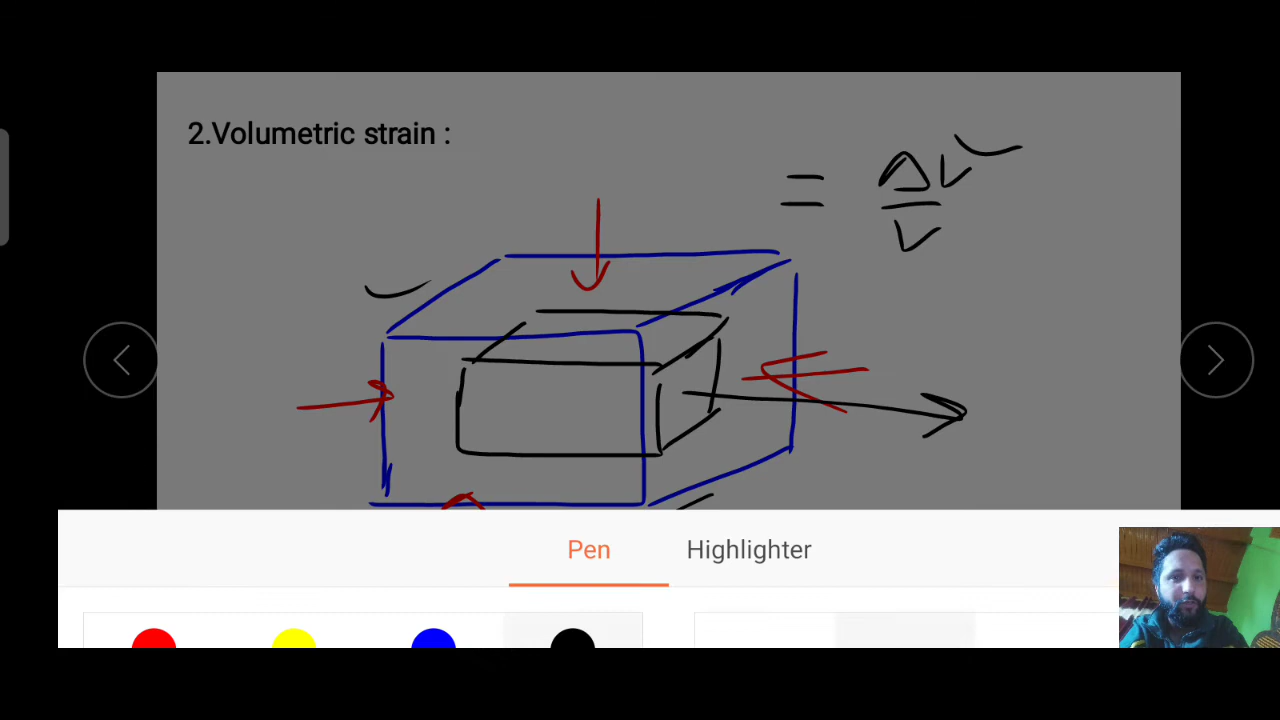 2.Volumetric strain :
= ΔV
V
Pen Highlighter